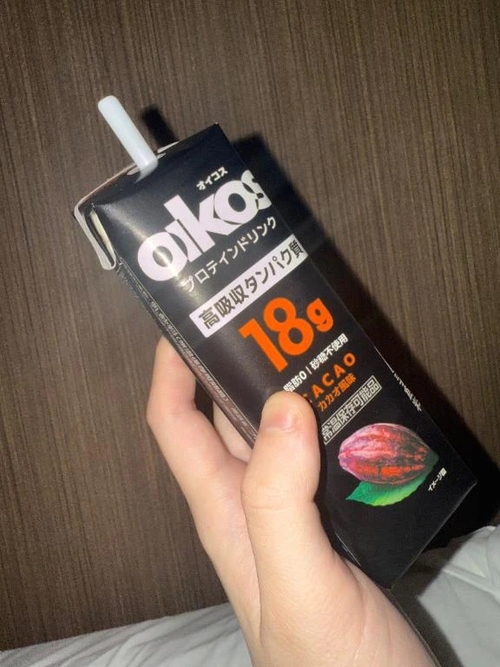 オイコス
oikos
プロテインドリンク
高吸収タンパク質
18g
脂肪0 | 砂糖不使用
CACAO
カカオ風味
常温保存可能品
イメージ図